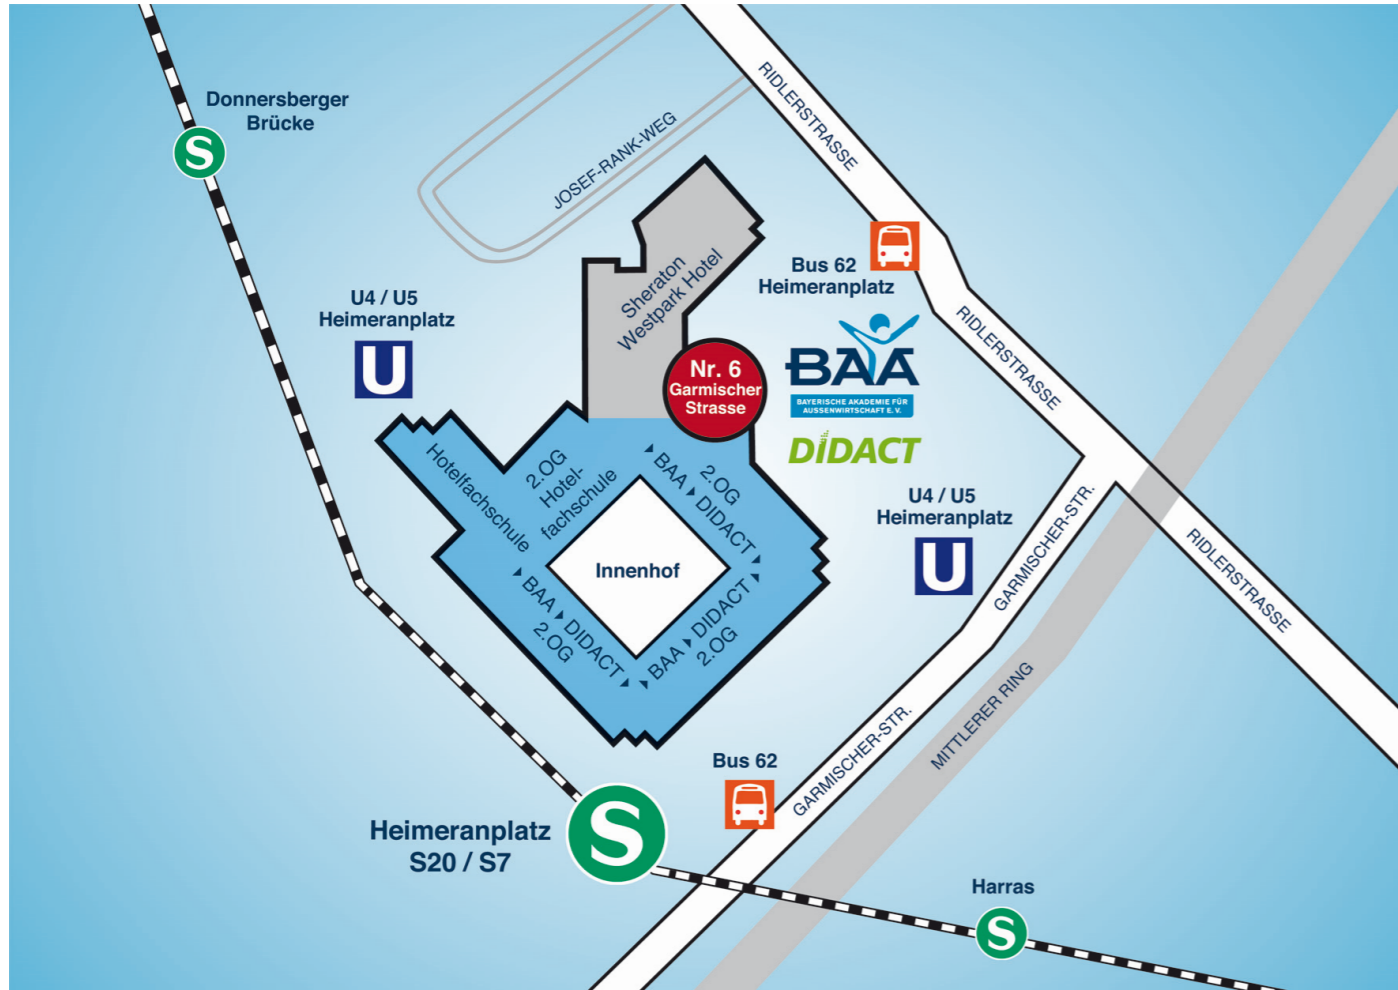 RIDLERSTRASSE
Donnersberger
Brücke
S
JOSEF-RANK-WEG
Bus 62
Heimeranplatz
Sheraton
Westpark Hotel
U4 / U5
Heimeranplatz
U
RIDLERSTRASSE
Nr. 6
Garmischer
Strasse
BAA
BAYERISCHE AKADEMIE FÜR
AUSSENWIRTSCHAFT E. V.
DIDACT
Hotelfachschule
2.OG
Hotel-
fachschule
2.OG
BAA DIDACT
U4 / U5
Heimeranplatz
U
GARMISCHER-STR.
RIDLERSTRASSE
Innenhof
BAA DIDACT
2.OG
BAA DIDACT
2.OG
MITTLERER RING
GARMISCHER-STR.
Bus 62
Heimeranplatz
S20 / S7
S
Harras
S